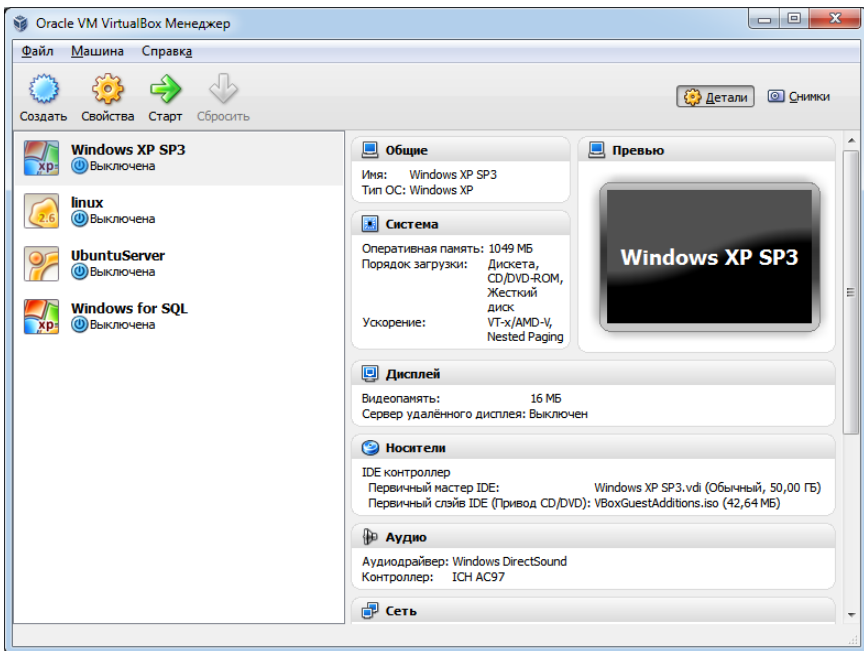 Oracle VM VirtualBox Менеджер
Файл Машина Справка
Создать Свойства Старт Сбросить
Детали Снимки
Windows XP SP3
Выключена
linux
Выключена
UbuntuServer
Выключена
Windows for SQL
Выключена
xp
2.6
xp
Общие
Имя: Windows XP SP3
Тип ОС: Windows XP
Система
Оперативная память: 1049 МБ
Порядок загрузки: Дискета,
CD/DVD-ROM,
Жесткий
диск
Ускорение: VT-x/AMD-V,
Nested Paging
Превью
Windows XP SP3
Дисплей
Видеопамять: 16 МБ
Сервер удалённого дисплея: Выключен
Носители
IDE контроллер
Первичный мастер IDE: Windows XP SP3.vdi (Обычный, 50,00 ГБ)
Первичный слэйв IDE (Привод CD/DVD): VBoxGuestAdditions.iso (42,64 МБ)
Аудио
Аудиодрайвер: Windows DirectSound
Контроллер: ICH AC97
Сеть